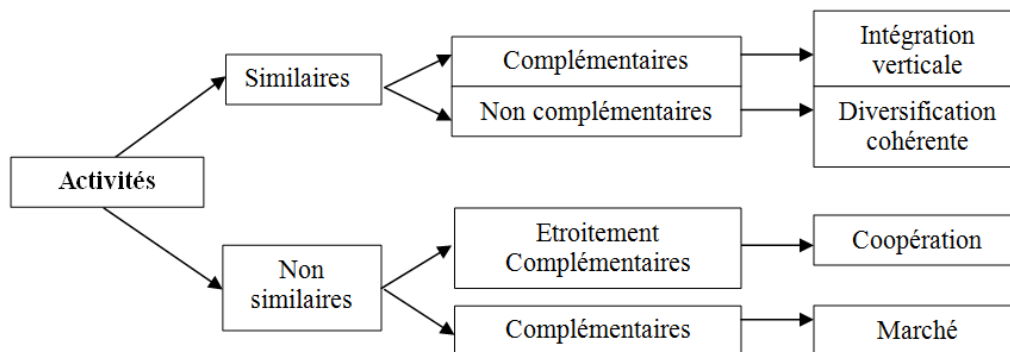 Activités
Similaires
Complémentaires
Intégration
verticale
Non complémentaires
Diversification
cohérente
Non
similaires
Etroitement
Complémentaires
Coopération
Complémentaires
Marché